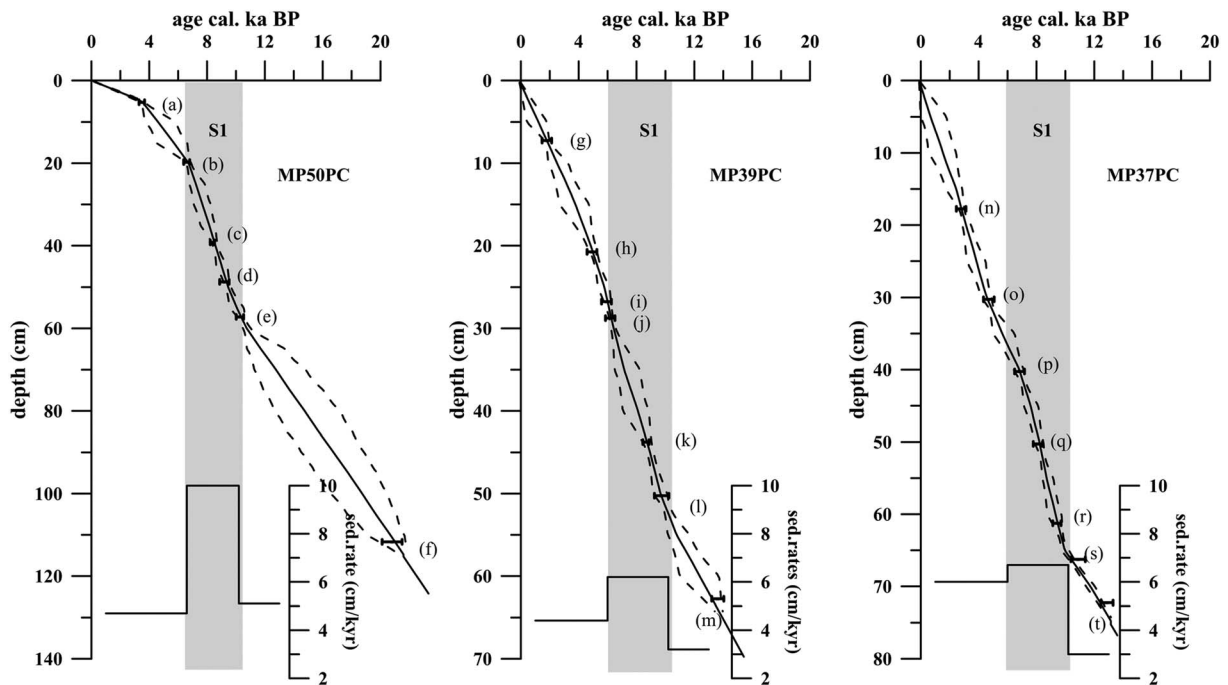 age cal. ka BP
0 4 8 12 16 20
0
20
40
60
80
100
120
140
depth (cm)
S1
MP50PC
(a)
(b)
(c)
(d)
(e)
(f)
10
8
6
4
2
sed.rate (cm/kyr)
age cal. ka BP
0 4 8 12 16 20
0
10
20
30
40
50
60
70
depth (cm)
S1
MP39PC
(g)
(h)
(i)
(j)
(k)
(l)
(m)
10
8
6
4
2
sed.rates (cm/kyr)
age cal. ka BP
0 4 8 12 16 20
0
10
20
30
40
50
60
70
80
depth (cm)
S1
MP37PC
(n)
(o)
(p)
(q)
(r)
(s)
(t)
10
8
6
4
2
sed.rate (cm/kyr)